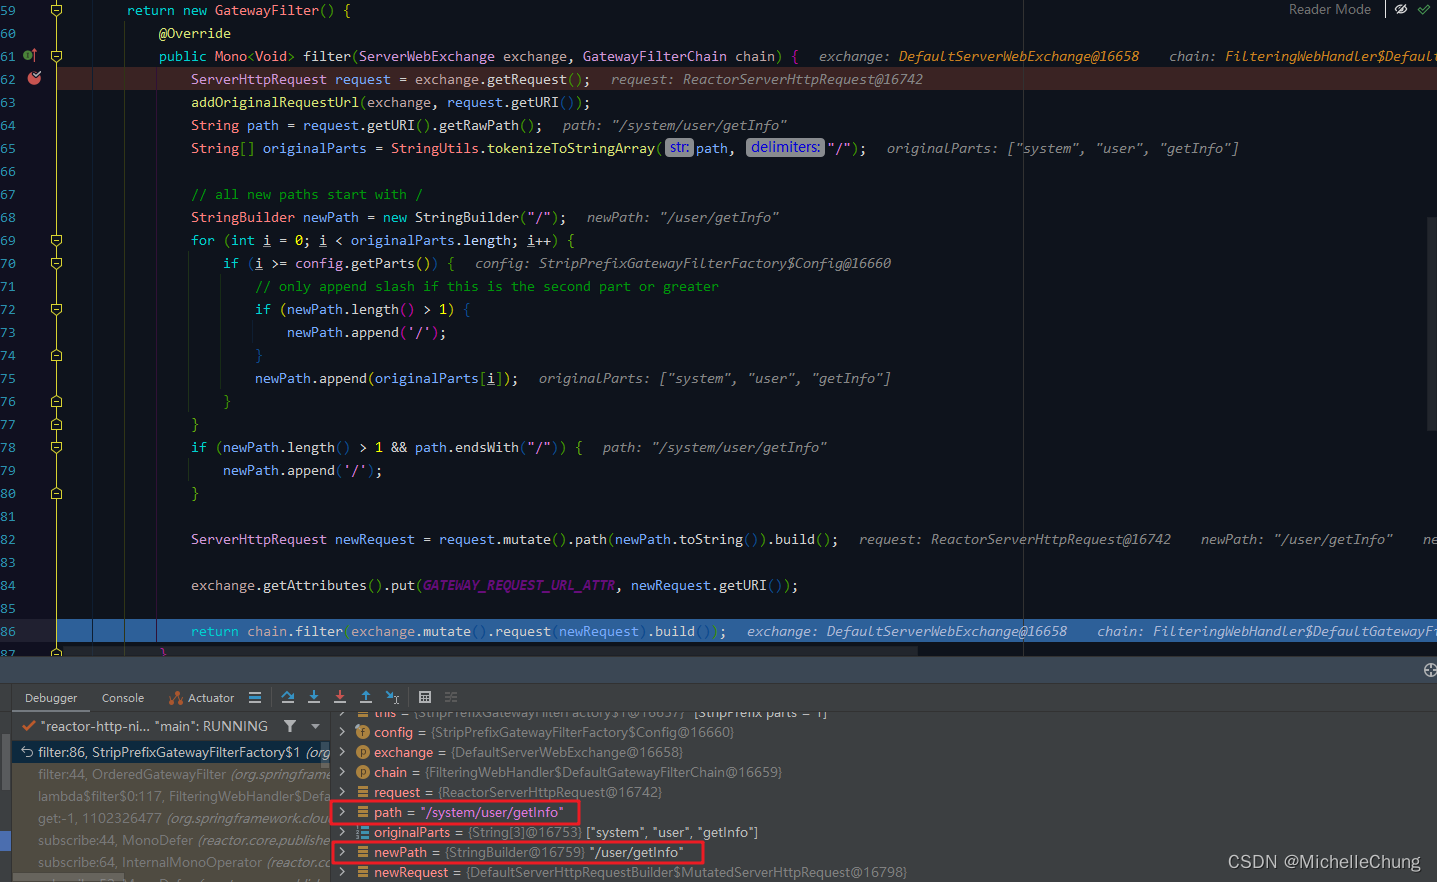 Reader Mode
59 return new GatewayFilter() {
60 @Override
61 public Mono<Void> filter(ServerWebExchange exchange, GatewayFilterChain chain) { exchange: DefaultServerWebExchange@16658 chain: FilteringWebHandler$Default
62 ServerHttpRequest request = exchange.getRequest(); request: ReactorServerHttpRequest@16742
63 addOriginalRequestUrl(exchange, request.getURI());
64 String path = request.getURI().getRawPath(); path: "/system/user/getInfo"
65 String[] originalParts = StringUtils.tokenizeToStringArray( str: path, delimiters: "/"); originalParts: ["system", "user", "getInfo"]
66
67 // all new paths start with /
68 StringBuilder newPath = new StringBuilder("/"); newPath: "/user/getInfo"
69 for (int i = 0; i < originalParts.length; i++) {
70 if (i >= config.getParts()) { config: StripPrefixGatewayFilterFactory$Config@16660
71 // only append slash if this is the second part or greater
72 if (newPath.length() > 1) {
73 newPath.append('/');
74 }
75 newPath.append(originalParts[i]); originalParts: ["system", "user", "getInfo"]
76 }
77 }
78 if (newPath.length() > 1 && path.endsWith("/")) { path: "/system/user/getInfo"
79 newPath.append('/');
80 }
81
82 ServerHttpRequest newRequest = request.mutate().path(newPath.toString()).build(); request: ReactorServerHttpRequest@16742 newPath: "/user/getInfo" ne
83
84 exchange.getAttributes().put(GATEWAY_REQUEST_URL_ATTR, newRequest.getURI());
85
86 return chain.filter(exchange.mutate().request(newRequest).build()); exchange: DefaultServerWebExchange@16658 chain: FilteringWebHandler$DefaultGatewayFi
87 }
Debugger Console Actuator
"reactor-http-ni... "main": RUNNING
filter:86, StripPrefixGatewayFilterFactory$1 (org
filter:44, OrderedGatewayFilter (org.springframe
lambda$filter$0:117, FilteringWebHandler$Defa
get:-1, 1102326477 (org.springframework.clou
subscribe:44, MonoDefer (reactor.core.publishe
subscribe:64, InternalMonoOperator (reactor.co
this = {StripPrefixGatewayFilterFactory$1@16657} "[StripPrefix parts = 1]"
config = {StripPrefixGatewayFilterFactory$Config@16660}
exchange = {DefaultServerWebExchange@16658}
chain = {FilteringWebHandler$DefaultGatewayFilterChain@16659}
request = {ReactorServerHttpRequest@16742}
path = "/system/user/getInfo"
originalParts = {String[3]@16753} ["system", "user", "getInfo"]
newPath = {StringBuilder@16759} "/user/getInfo"
newRequest = {DefaultServerHttpRequestBuilder$MutatedServerHttpRequest@16798}
CSDN @MichelleChung